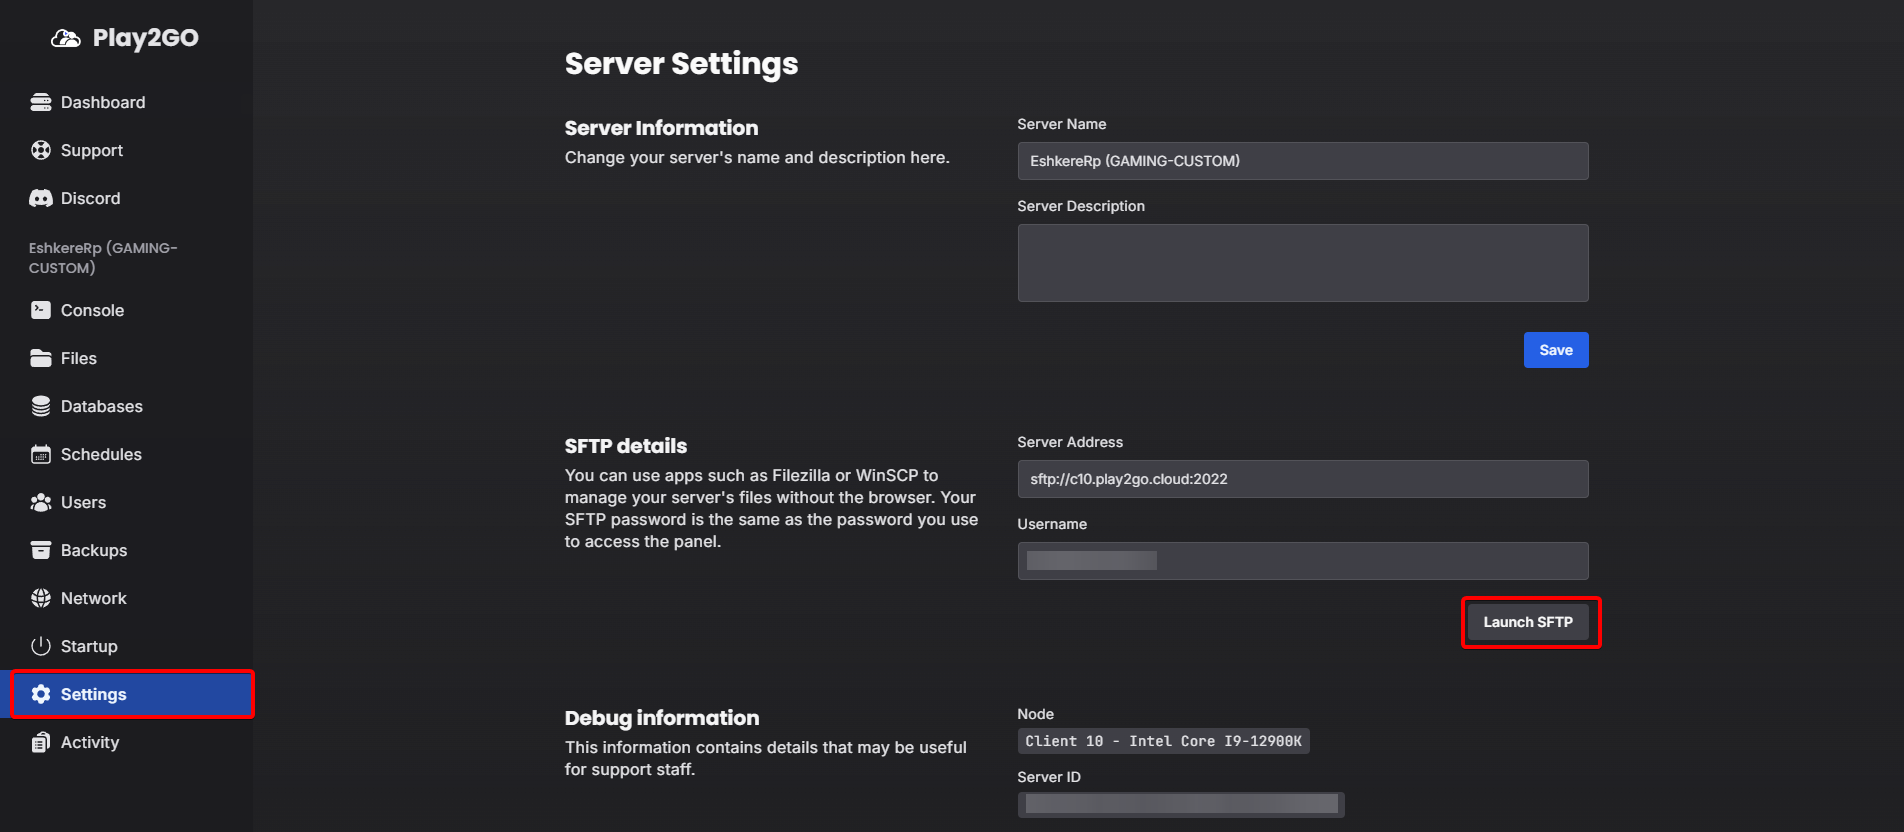 Play2GO
Dashboard
Support
Discord
EshkereRp (GAMING-
CUSTOM)
Console
Files
Databases
Schedules
Users
Backups
Network
Startup
Settings
Activity
Server Settings
Server Information
Change your server's name and description here.
Server Name
EshkereRp (GAMING-CUSTOM)
Server Description
Save
SFTP details
You can use apps such as Filezilla or WinSCP to
manage your server's files without the browser. Your
SFTP password is the same as the password you use
to access the panel.
Server Address
sftp://c10.play2go.cloud:2022
Username
Launch SFTP
Debug information
This information contains details that may be useful
for support staff.
Node
Client 10 - Intel Core I9-12900K
Server ID